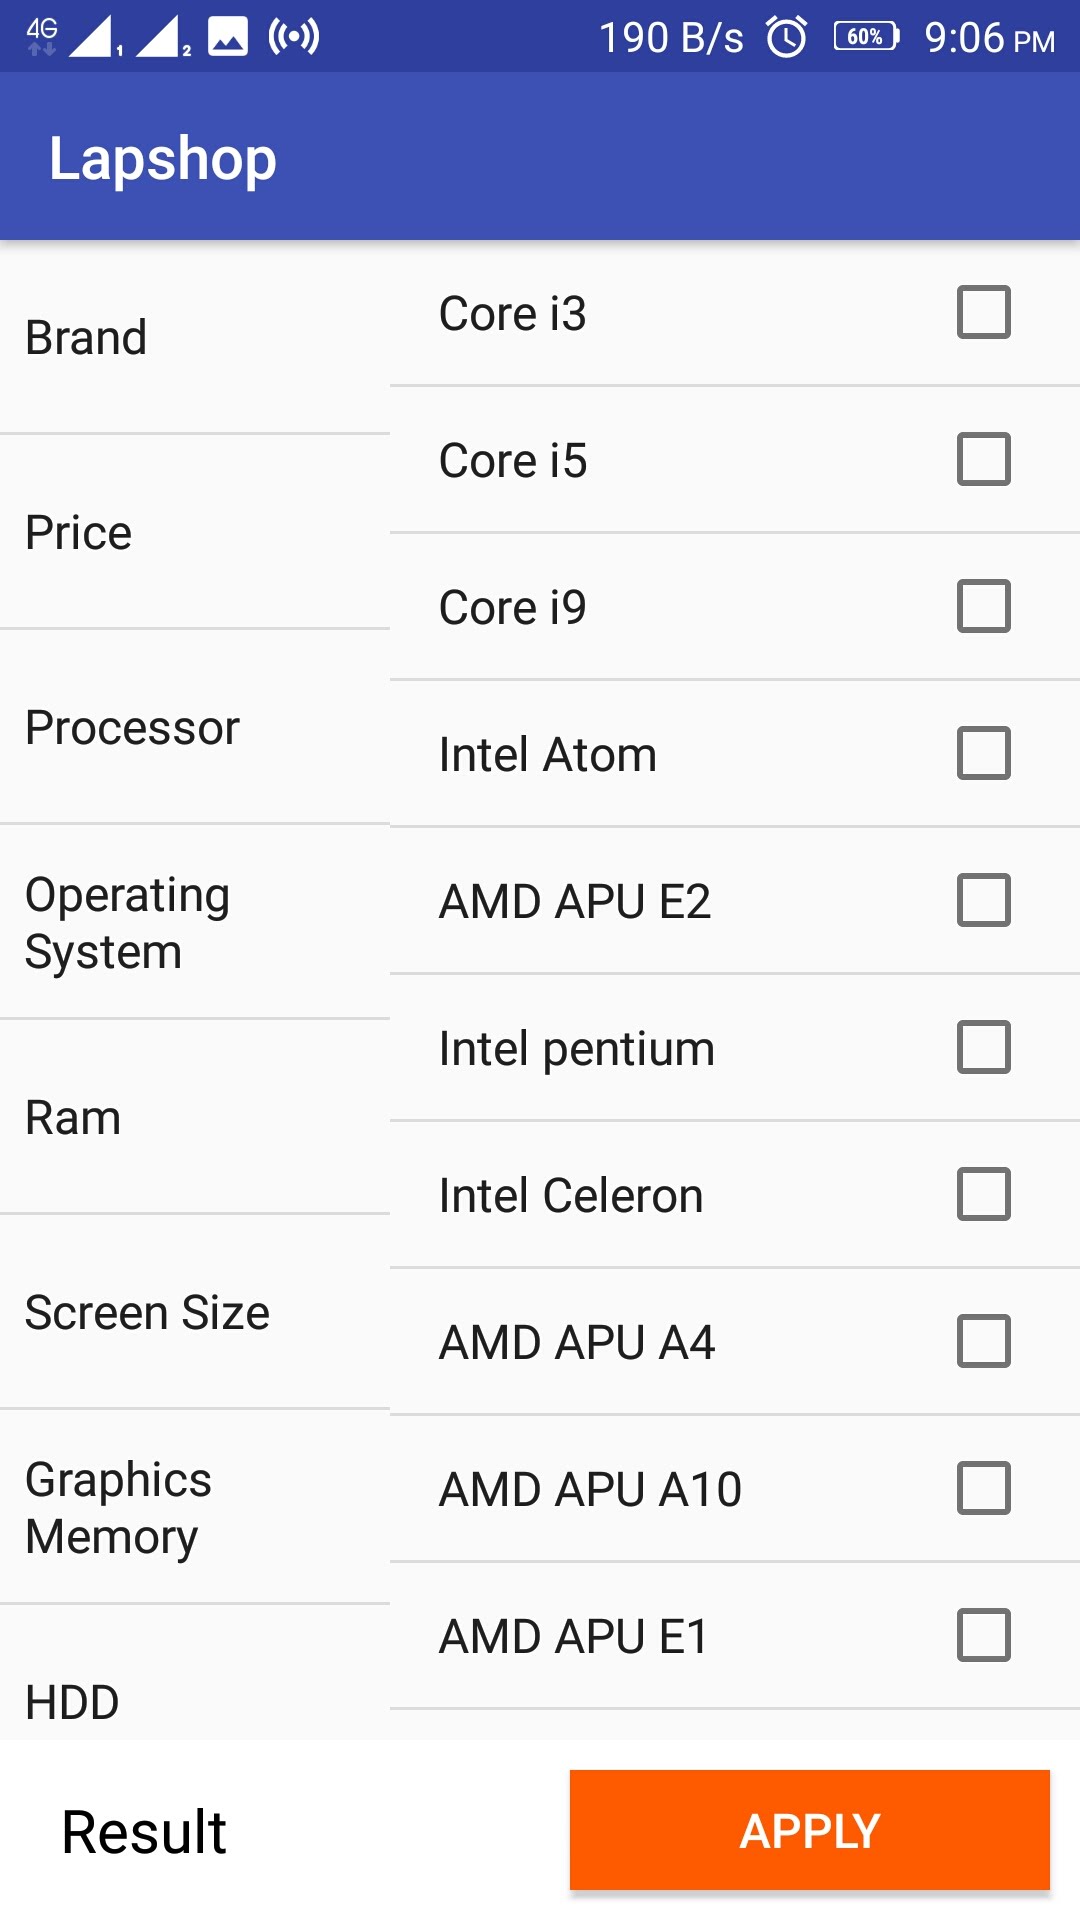 4G 1 2 190 B/s 60% 9:06 PM
Lapshop
Brand
Price
Processor
Operating
System
Ram
Screen Size
Graphics
Memory
HDD
Core i3
Core i5
Core i9
Intel Atom
AMD APU E2
Intel pentium
Intel Celeron
AMD APU A4
AMD APU A10
AMD APU E1
Result
APPLY